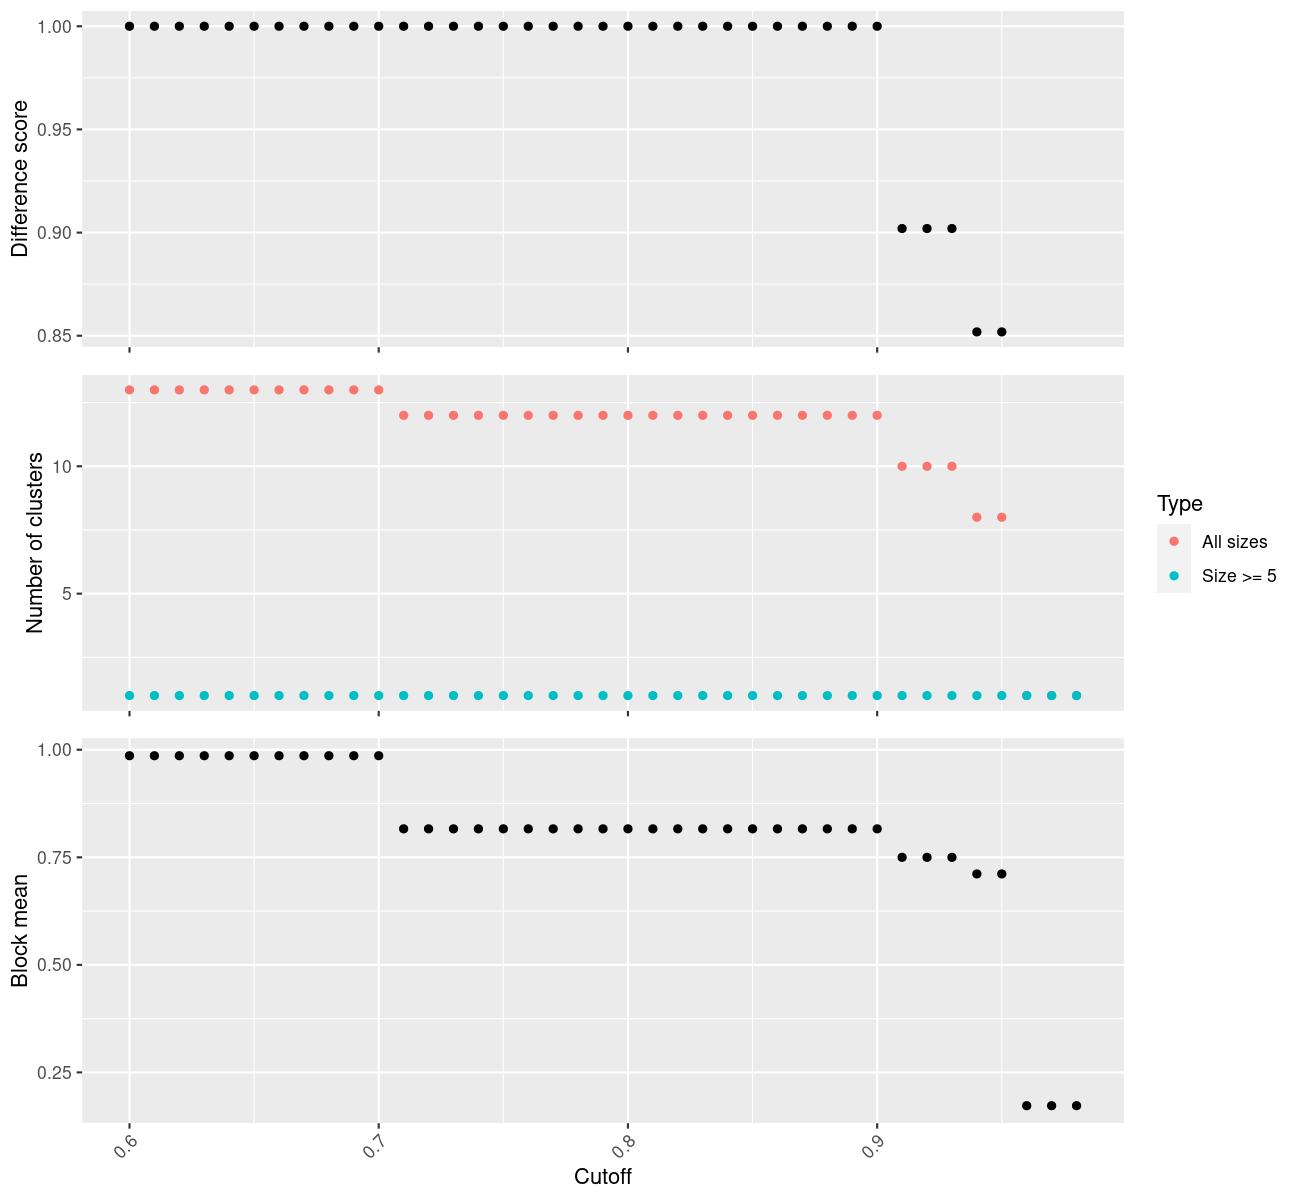 1.00
0.95
0.90
0.85
Difference score
10
5
Number of clusters
Type
All sizes
Size >= 5
1.00
0.75
0.50
0.25
Block mean
0.6
0.7
0.8
0.9
Cutoff